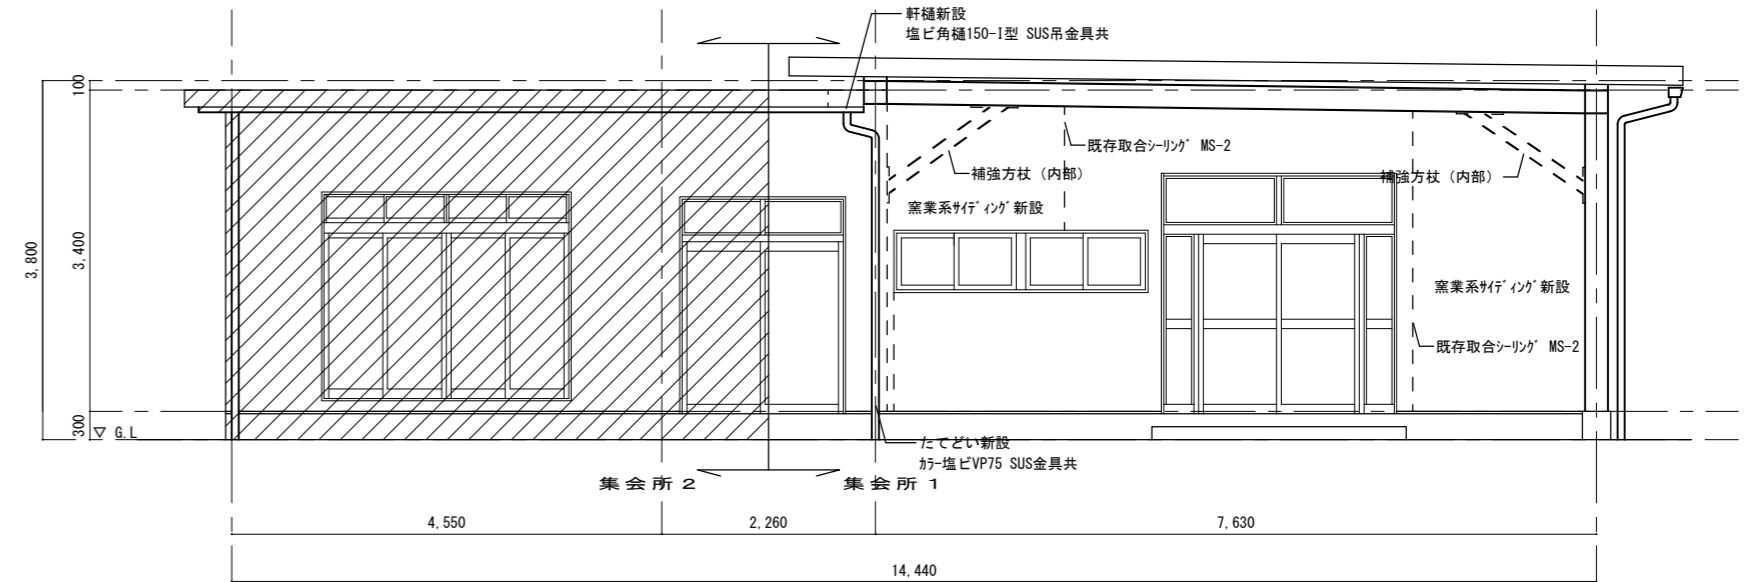 軒樋新設
塩ビ角樋150-I型 SUS吊金具共
既存取合シーリング MS-2
補強方杖（内部）
補強方杖（内部）
窯業系サイディング新設
窯業系サイディング新設
既存取合シーリング MS-2
100
3,400
3,800
300
▽ G.L
たてどい新設
カラー塩ビVP75 SUS金具共
集会所２
集会所１
4,550
2,260
7,630
14,440